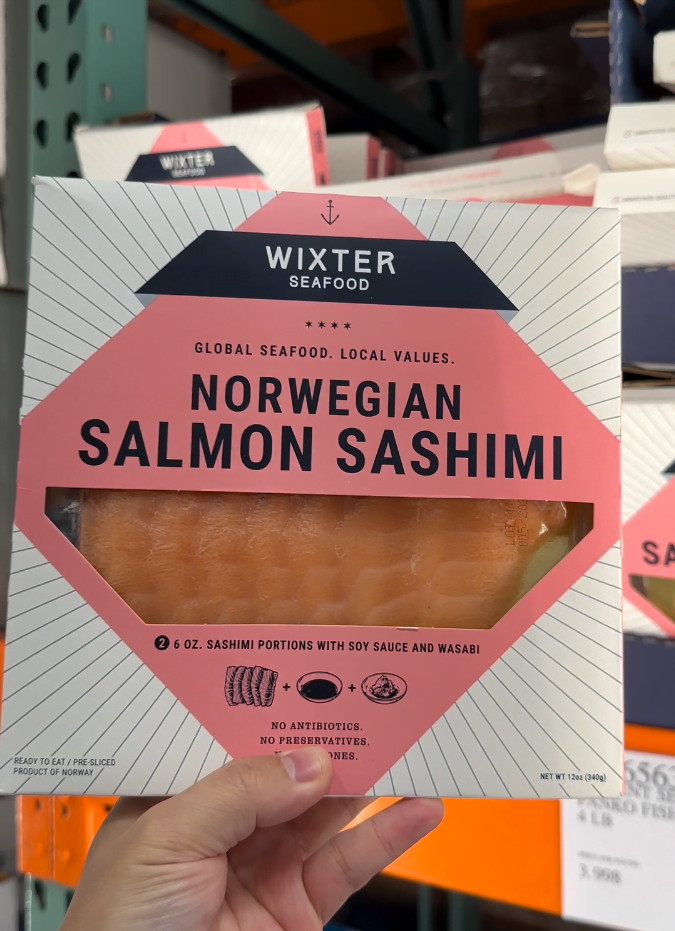 WIXTER
SEAFOOD
WIXTER
SEAFOOD
GLOBAL SEAFOOD. LOCAL VALUES.
NORWEGIAN
SALMON SASHIMI
2 6 OZ. SASHIMI PORTIONS WITH SOY SAUCE AND WASABI
+ +
NO ANTIBIOTICS.
NO PRESERVATIVES.
READY TO EAT / PRE-SLICED
PRODUCT OF NORWAY
NET WT 12oz (340g)
SA
PANKO FISH
4 LB
3.998